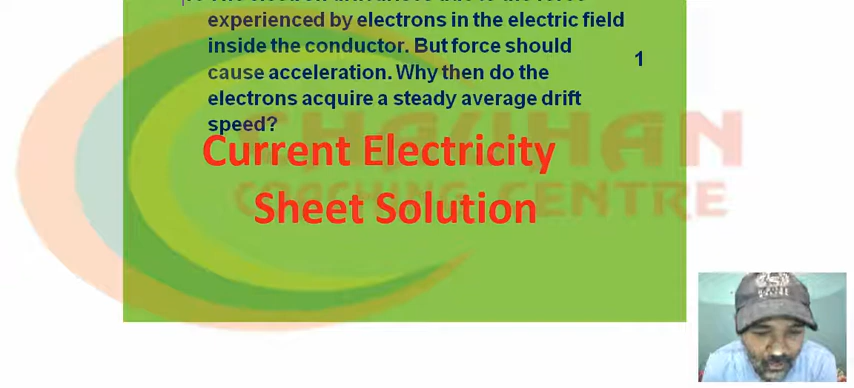 experienced by electrons in the electric field
inside the conductor. But force should
cause acceleration. Why then do the
electrons acquire a steady average drift
speed?
1
CHAUHAN
COACHING CENTRE
Current Electricity
Sheet Solution